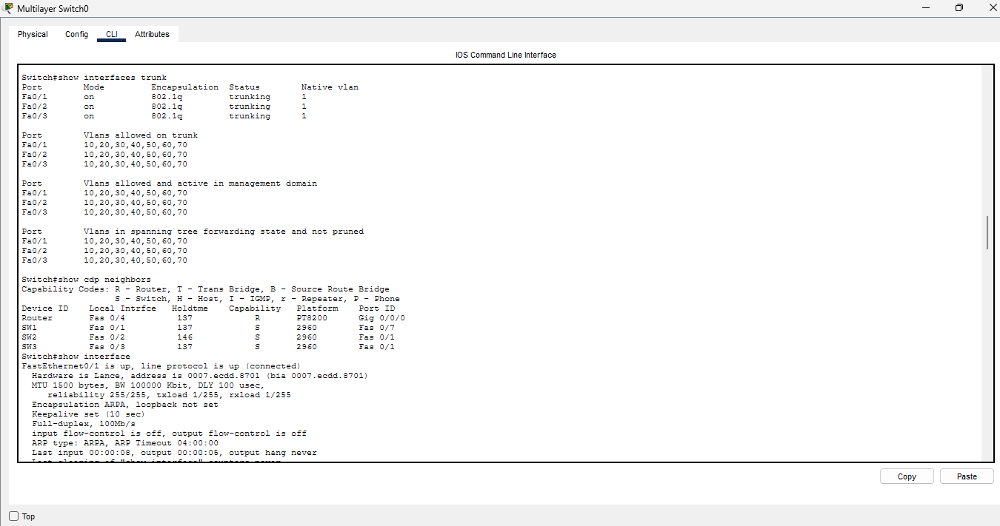 Multilayer Switch0
Physical Config CLI Attributes
IOS Command Line Interface
Switch#show interfaces trunk
Port Mode Encapsulation Status Native vlan
Fa0/1 on 802.1q trunking 1
Fa0/2 on 802.1q trunking 1
Fa0/3 on 802.1q trunking 1
Port Vlans allowed on trunk
Fa0/1 10,20,30,40,50,60,70
Fa0/2 10,20,30,40,50,60,70
Fa0/3 10,20,30,40,50,60,70
Port Vlans allowed and active in management domain
Fa0/1 10,20,30,40,50,60,70
Fa0/2 10,20,30,40,50,60,70
Fa0/3 10,20,30,40,50,60,70
Port Vlans in spanning tree forwarding state and not pruned
Fa0/1 10,20,30,40,50,60,70
Fa0/2 10,20,30,40,50,60,70
Fa0/3 10,20,30,40,50,60,70
Switch#show cdp neighbors
Capability Codes: R - Router, T - Trans Bridge, B - Source Route Bridge
S - Switch, H - Host, I - IGMP, r - Repeater, P - Phone
Device ID Local Intrfce Holdtme Capability Platform Port ID
Router Fas 0/4 137 R PT8200 Gig 0/0/0
SW1 Fas 0/1 137 S 2960 Fas 0/7
SW2 Fas 0/2 146 S 2960 Fas 0/1
SW3 Fas 0/3 137 S 2960 Fas 0/1
Switch#show interface
FastEthernet0/1 is up, line protocol is up (connected)
Hardware is Lance, address is 0007.ecdd.8701 (bia 0007.ecdd.8701)
MTU 1500 bytes, BW 100000 Kbit, DLY 100 usec,
reliability 255/255, txload 1/255, rxload 1/255
Encapsulation ARPA, loopback not set
Keepalive set (10 sec)
Full-duplex, 100Mb/s
input flow-control is off, output flow-control is off
ARP type: ARPA, ARP Timeout 04:00:00
Last input 00:00:08, output 00:00:05, output hang never
Last clearing of "show interface" counters never
Copy Paste
Top